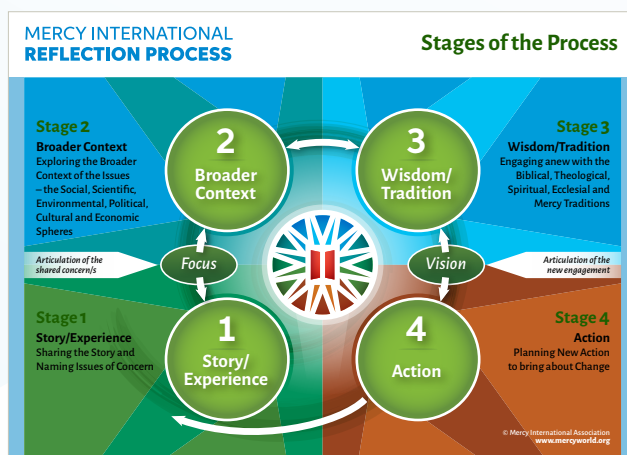 MERCY INTERNATIONAL
REFLECTION PROCESS
Stages of the Process
Stage 2
Broader Context
Exploring the Broader
Context of the Issues
– the Social, Scientific,
Environmental, Political,
Cultural and Economic
Spheres
2
Broader
Context
3
Wisdom/
Tradition
Stage 3
Wisdom/Tradition
Engaging anew with the
Biblical, Theological,
Spiritual, Ecclesial and
Mercy Traditions
Articulation of the
shared concern/s
Focus
Vision
Articulation of the
new engagement
Stage 1
Story/Experience
Sharing the Story and
Naming Issues of Concern
1
Story/
Experience
4
Action
Stage 4
Action
Planning New Action
to bring about Change
© Mercy International Association
www.mercyworld.org